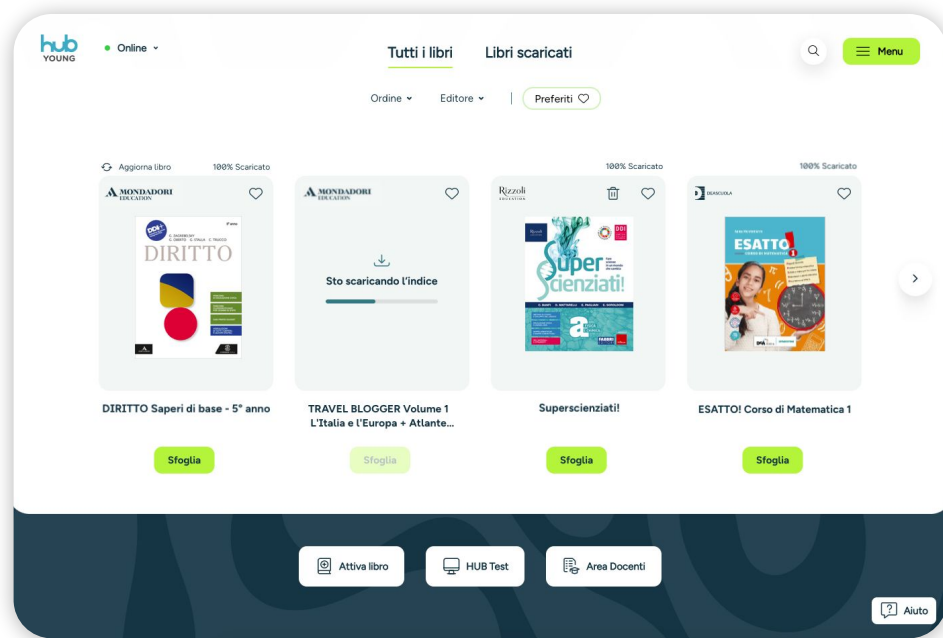 hub
YOUNG
Online
Tutti i libri
Libri scaricati
Menu
Ordine
Editore
Preferiti
Aggiorna libro
100% Scaricato
100% Scaricato
100% Scaricato
MONDADORI
EDUCATION
DIRITTO
MONDADORI
EDUCATION
Sto scaricando l'indice
Rizzoli
EDUCATION
Super
Scienziati!
DEASCUOLA
ESATTO!
DIRITTO Saperi di base - 5° anno
TRAVEL BLOGGER Volume 1
L'Italia e l'Europa + Atlante...
Superscienziati!
ESATTO! Corso di Matematica 1
Sfoglia
Sfoglia
Sfoglia
Sfoglia
Attiva libro
HUB Test
Area Docenti
Aiuto